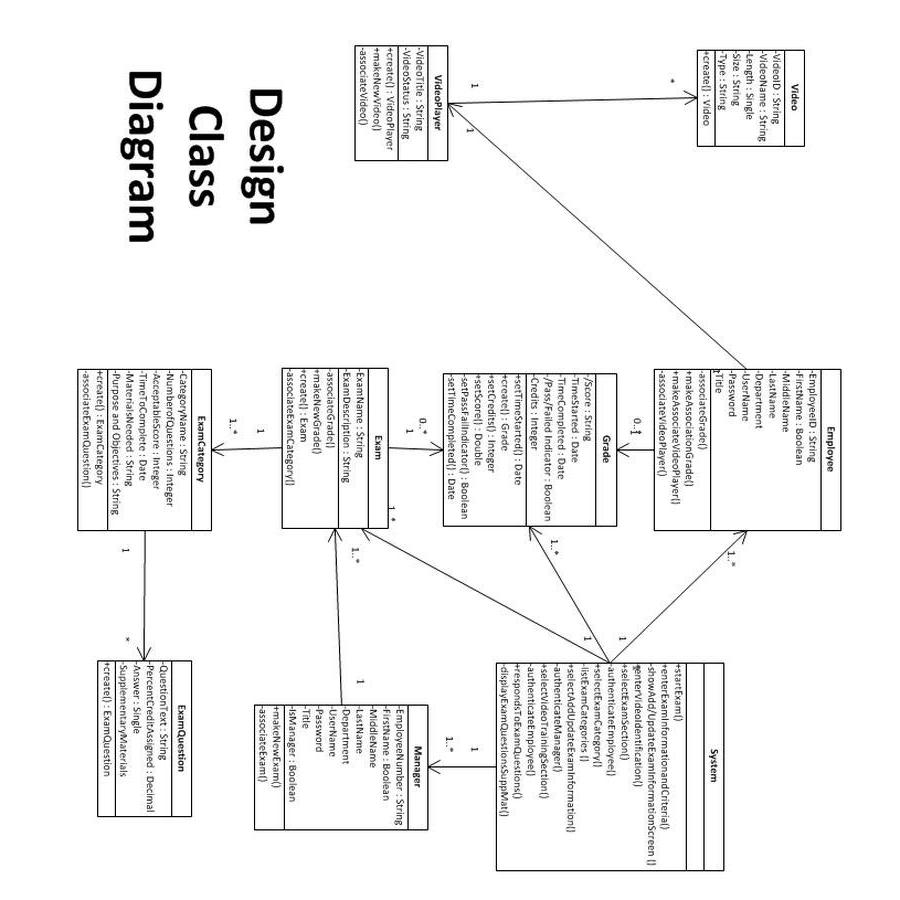 Design
Class
Diagram
Video
-VideoID : String
-VideoName : String
-Length : Single
-Size : String
-Type : String
+create() : Video
*
1
VideoPlayer
-VideoTitle : String
-VideoStatus : String
+create() : VideoPlayer
+makeNewVideo()
-associateVideo()
1
Employee
-EmployeeID : String
-FirstName : Boolean
-MiddleName
-LastName
-Department
-UserName
-Password
-Title
-associateGrade()
+makeAssociationGrade()
+makeAssociateVideoPlayer()
-associateVideoPlayer()
1
0..*
Grade
-/Score : String
-TimeStarted : Date
-TimeCompleted : Date
-/Pass/Failed Indicator : Boolean
-Credits : Integer
+setTimeStarted() : Date
+create() : Grade
+setCredits() : Integer
+setScore() : Double
-setPassFailIndicator() : Boolean
-setTimeCompleted() : Date
0..*
1
Exam
-ExamName : String
-ExamDescription : String
-associateGrade()
+makeNewGrade()
+create() : Exam
-associateExamCategory()
1
1..*
ExamCategory
-CategoryName : String
-NumberofQuestions : Integer
-AcceptableScore : Integer
-TimeToComplete : Date
-MaterialsNeeded : String
-Purpose and Objectives : String
+create() : ExamCategory
-associateExamQuestion()
1..*
1..*
1..*
1..*
1
*
1
1
1
System
+startExam()
+enterExamInformationandCriteria()
-showAdd/UpdateExamInformationScreen ()
+enterVideoIdentification()
+selectExamSection()
-authenticateEmployee()
+selectExamCategory()
-listExamCategories ()
+selectAdd/UpdateExamInformation()
-authenticateManager()
+selectVideoTrainingSection()
-authenticateEmployee()
+respondsToExamQuestions()
-displayExamQuestionsSuppMat()
1
1..*
Manager
-EmployeeNumber : String
-FirstName : Boolean
-MiddleName
-LastName
-Department
-UserName
-Password
-Title
-IsManager : Boolean
+makeNewExam()
-associateExam()
ExamQuestion
-QuestionText : String
-PercentCreditAssigned : Decimal
-Answer : Single
-SupplementaryMaterials
+create() : ExamQuestion